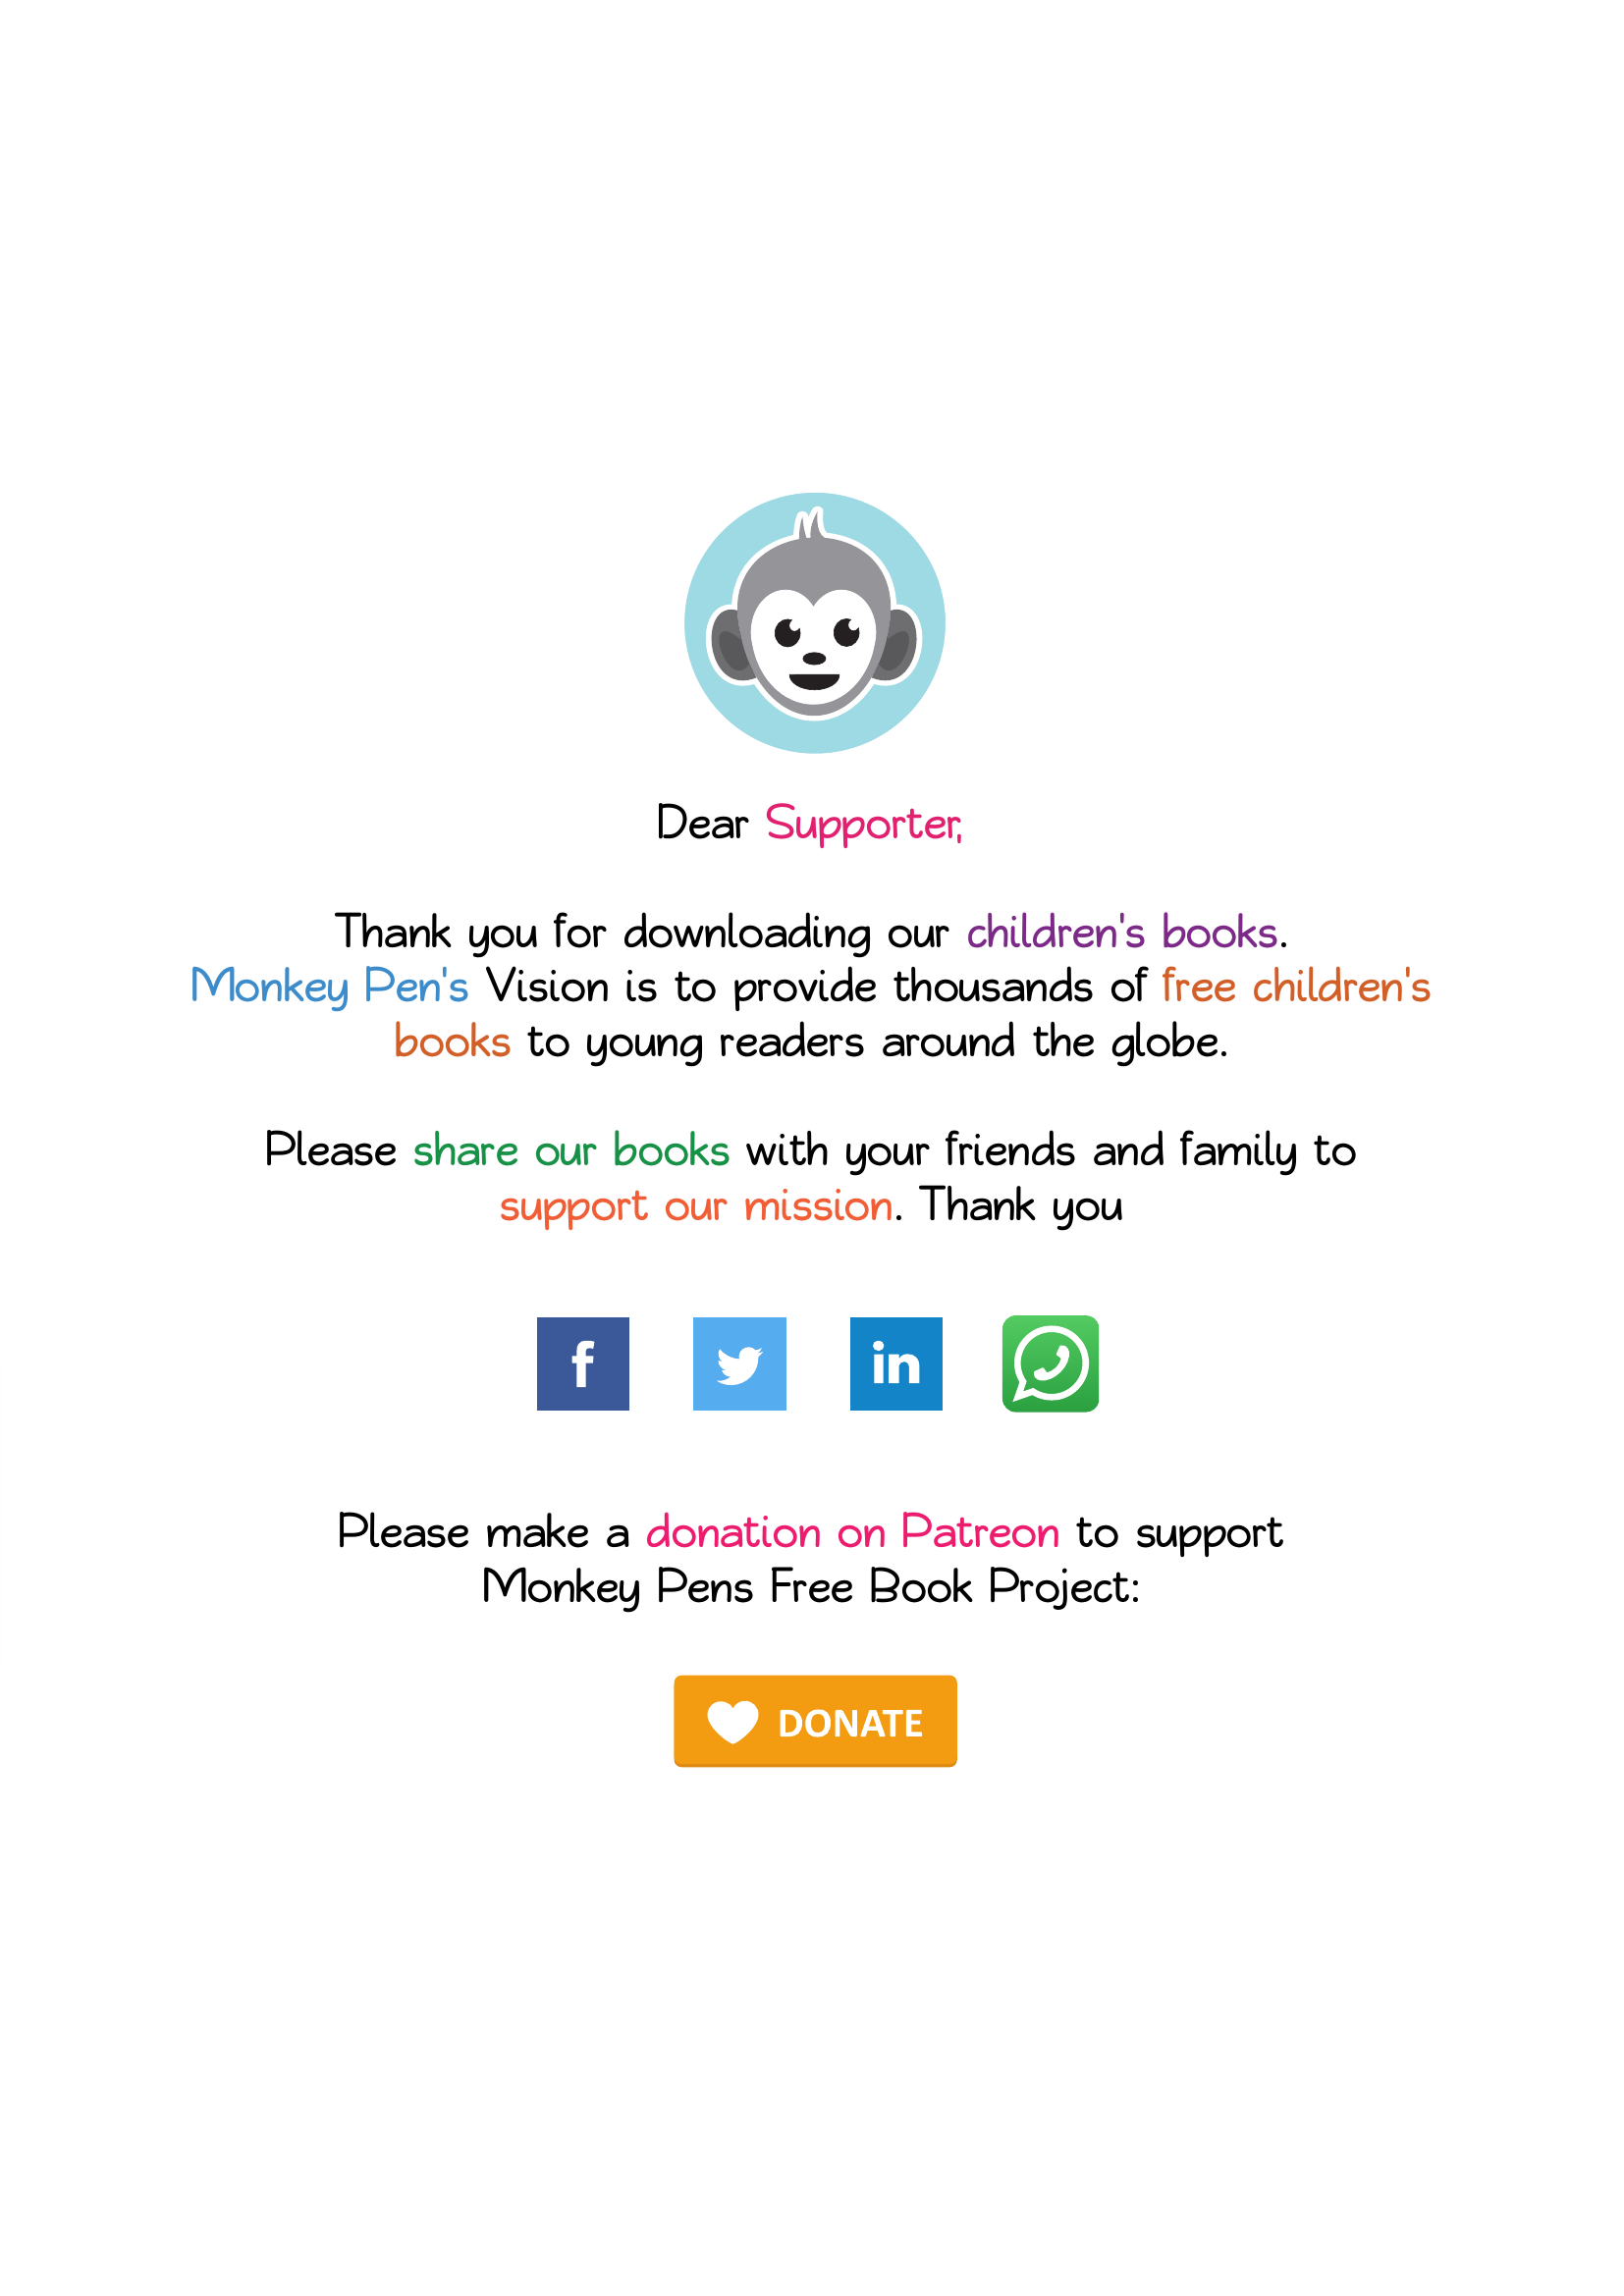 Dear Supporter,
Thank you for downloading our children's books.
Monkey Pen's Vision is to provide thousands of free children's
books to young readers around the globe.
Please share our books with your friends and family to
support our mission. Thank you
f
in
Please make a donation on Patreon to support
Monkey Pens Free Book Project:
DONATE